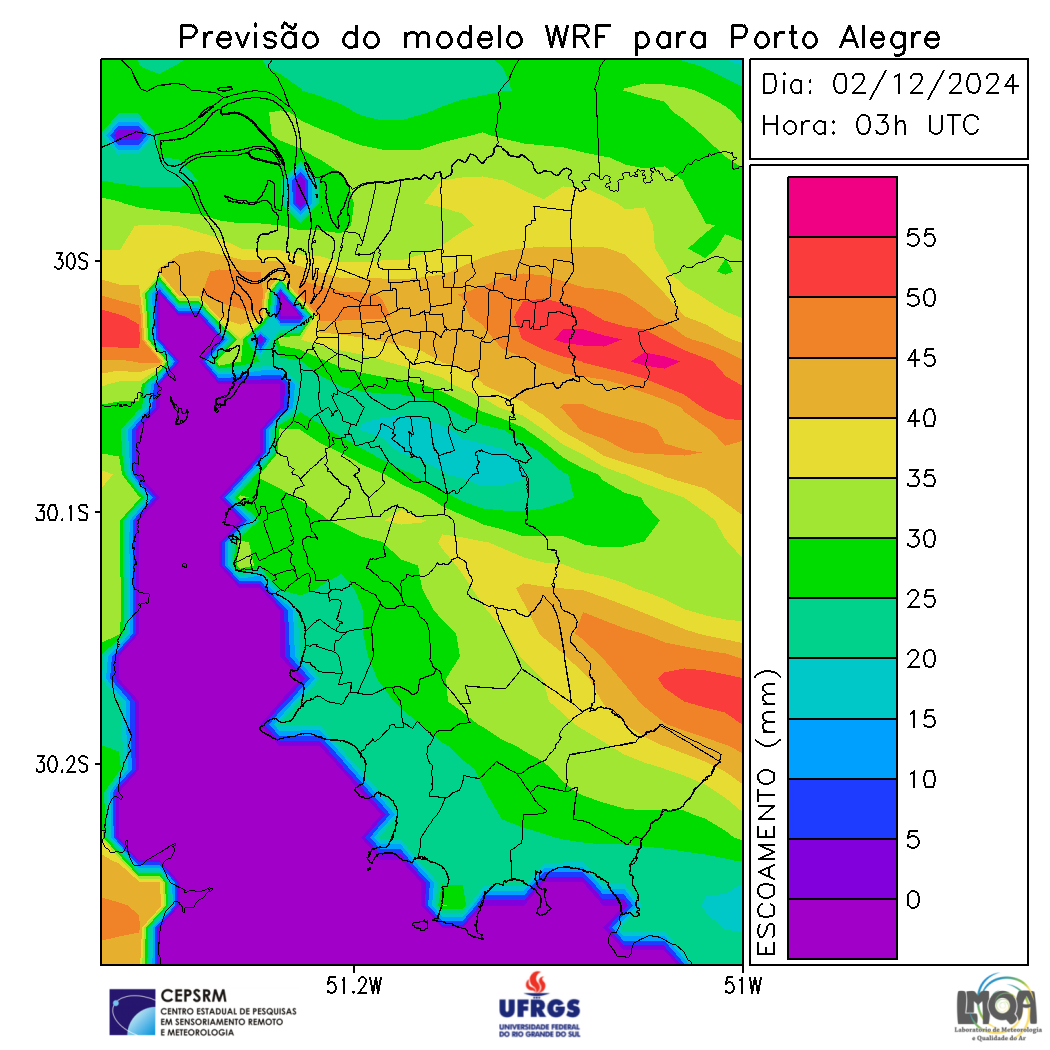 Previsão do modelo WRF para Porto Alegre
Dia: 02/12/2024
Hora: 03h UTC
30S
30.1S
30.2S
51.2W
51W
55
50
45
40
35
30
25
20
15
10
5
0
ESCOAMENTO (mm)
CEPSRM
CENTRO ESTADUAL DE PESQUISAS
EM SENSORIAMENTO REMOTO
E METEOROLOGIA
UFRGS
UNIVERSIDADE FEDERAL
DO RIO GRANDE DO SUL
LMQA
Laboratório de Meteorologia
e Qualidade do Ar